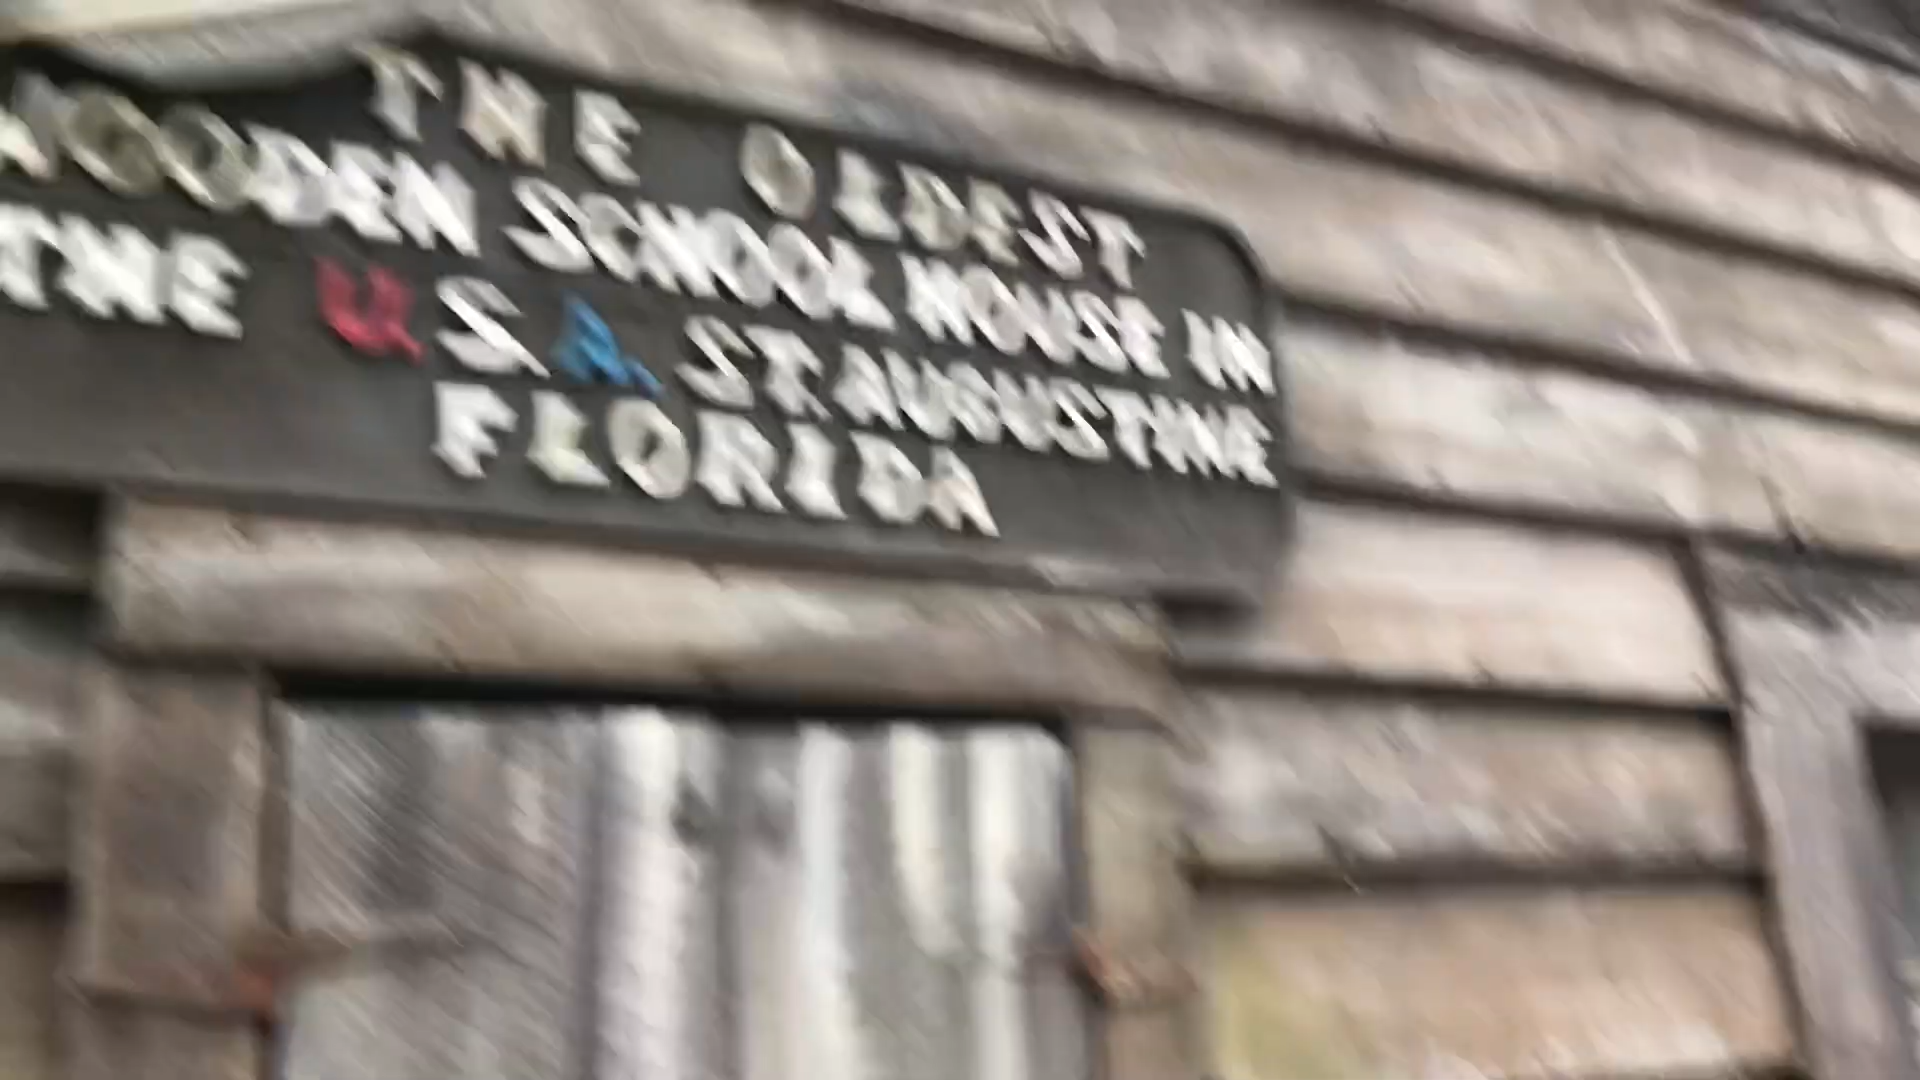 THE OLDEST
WOODEN SCHOOL HOUSE IN
THE U.S.A. ST. AUGUSTINE
FLORIDA